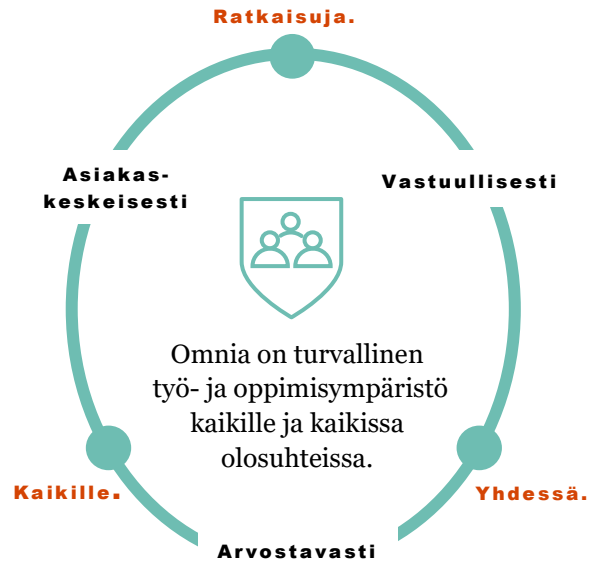 Ratkaisuja.
Asiakas-
keskeisesti
Vastuullisesti
Omnia on turvallinen
työ- ja oppimisympäristö
kaikille ja kaikissa
olosuhteissa.
Kaikille.
Yhdessä.
Arvostavasti